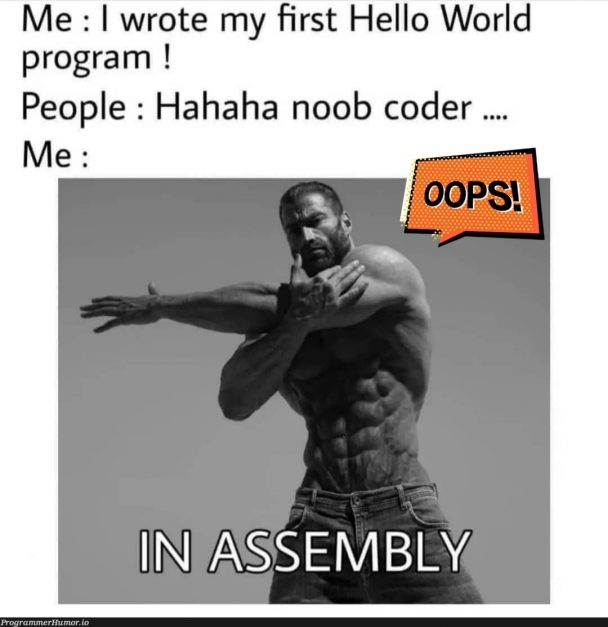 Me : I wrote my first Hello World
program !
People : Hahaha noob coder ....
Me :
OOPS!
IN ASSEMBLY
ProgrammerHumor.io